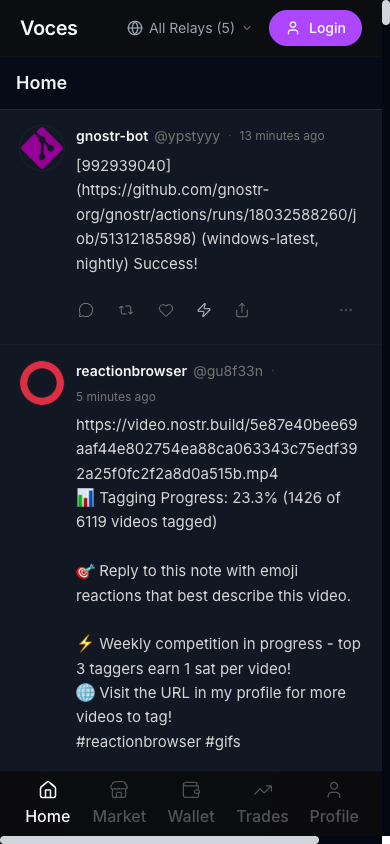 Voces
All Relays (5)
Login
Home
gnostr-bot @ypstyyy · 13 minutes ago
[992939040]
(https://github.com/gnostr-
org/gnostr/actions/runs/18032588260/j
ob/51312185898) (windows-latest,
nightly) Success!
reactionbrowser @gu8f33n ·
5 minutes ago
https://video.nostr.build/5e87e40bee69
aaf44e802754ea88ca063343c75edf39
2a25f0fc2f2a8d0a515b.mp4
📊 Tagging Progress: 23.3% (1426 of
6119 videos tagged)
🎯 Reply to this note with emoji
reactions that best describe this video.
⚡ Weekly competition in progress - top
3 taggers earn 1 sat per video!
🌐 Visit the URL in my profile for more
videos to tag!
#reactionbrowser #gifs
Home Market Wallet Trades Profile